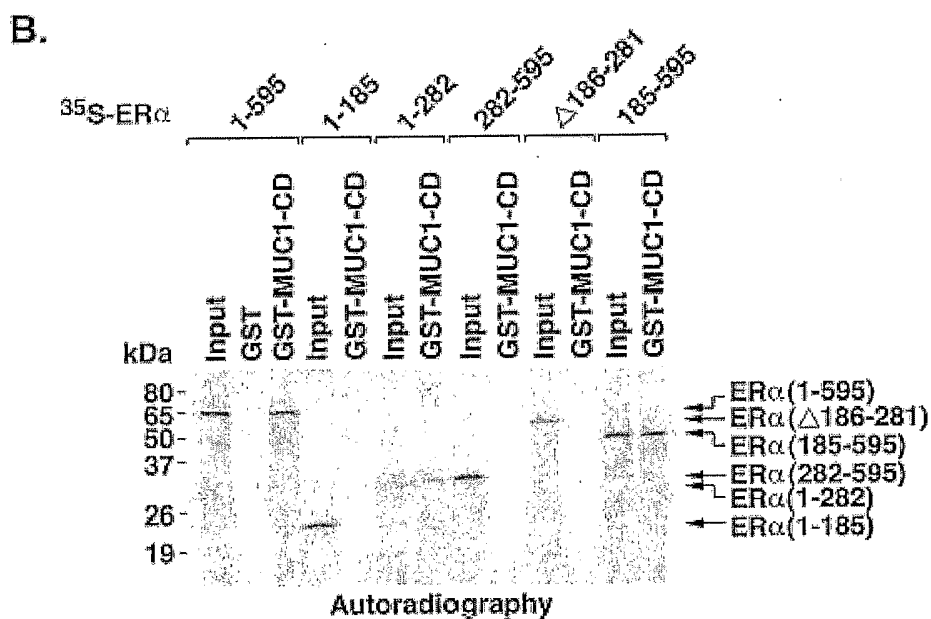 B.
35S-ERα
1-595
1-185
1-282
282-595
△186-281
185-595
Input
GST
GST-MUC1-CD
Input
GST-MUC1-CD
Input
GST-MUC1-CD
Input
GST-MUC1-CD
Input
GST-MUC1-CD
Input
GST-MUC1-CD
kDa
80-
65-
50-
37-
26-
19-
ERα(1-595)
ERα(△186-281)
ERα(185-595)
ERα(282-595)
ERα(1-282)
ERα(1-185)
Autoradiography